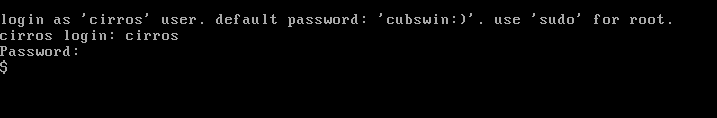 login as 'cirros' user. default password: 'cubswin:)'. use 'sudo' for root.
cirros login: cirros
Password:
$